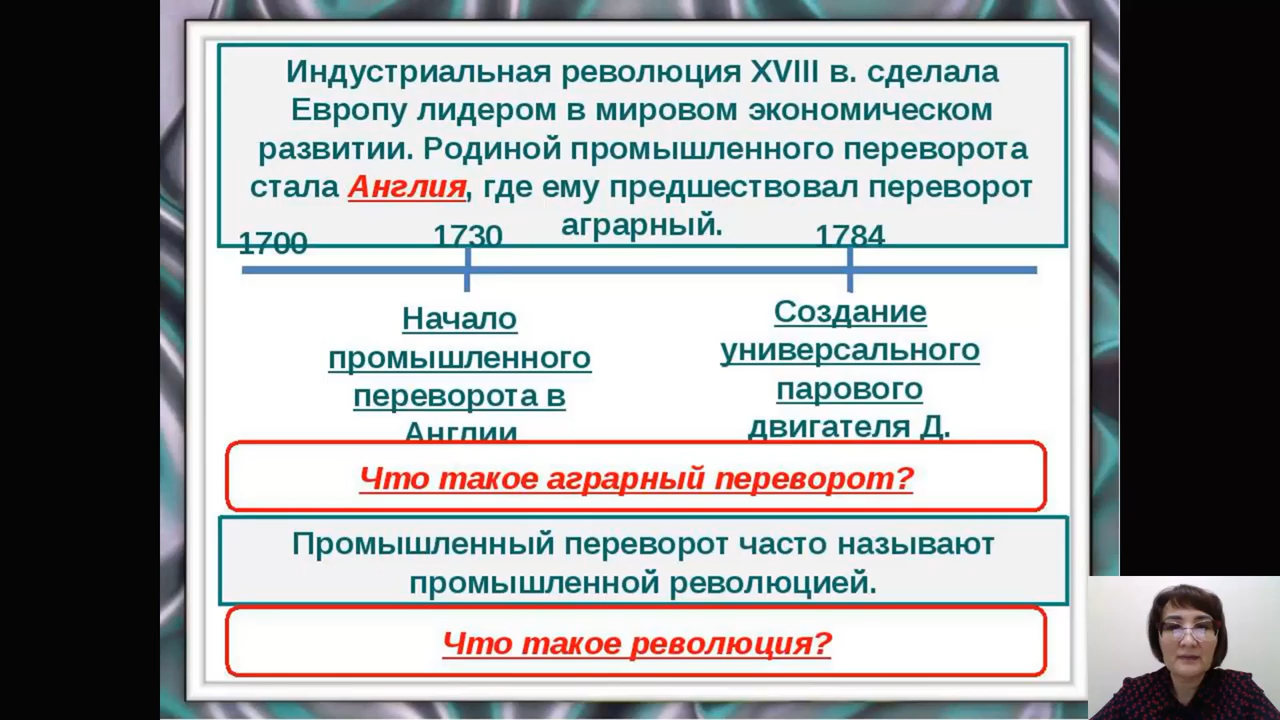 Индустриальная революция XVIII в. сделала
Европу лидером в мировом экономическом
развитии. Родиной промышленного переворота
стала Англия, где ему предшествовал переворот
аграрный.
1700
1730
1784
Начало
промышленного
переворота в
Англии
Создание
универсального
парового
двигателя Д.
Что такое аграрный переворот?
Промышленный переворот часто называют
промышленной революцией.
Что такое революция?